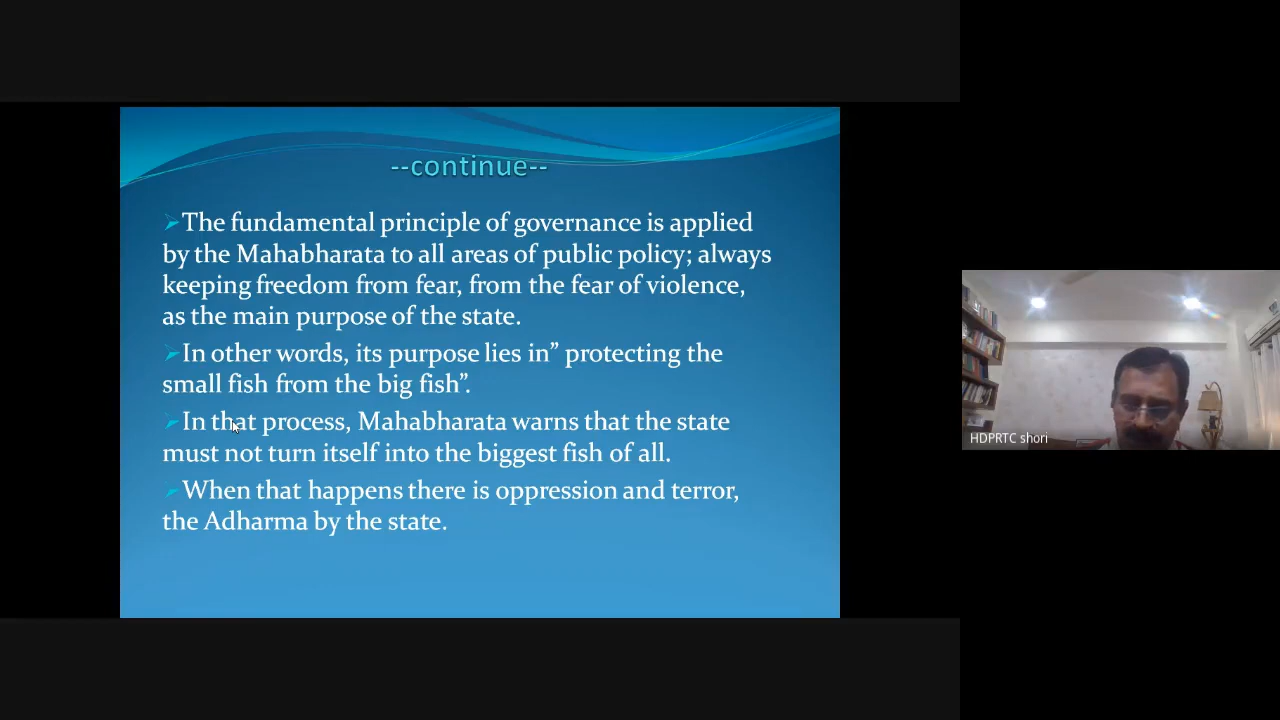 --continue--
➢The fundamental principle of governance is applied
by the Mahabharata to all areas of public policy; always
keeping freedom from fear, from the fear of violence,
as the main purpose of the state.
➢In other words, its purpose lies in” protecting the
small fish from the big fish”.
➢In that process, Mahabharata warns that the state
must not turn itself into the biggest fish of all.
➢When that happens there is oppression and terror,
the Adharma by the state.
HDPRTC shori